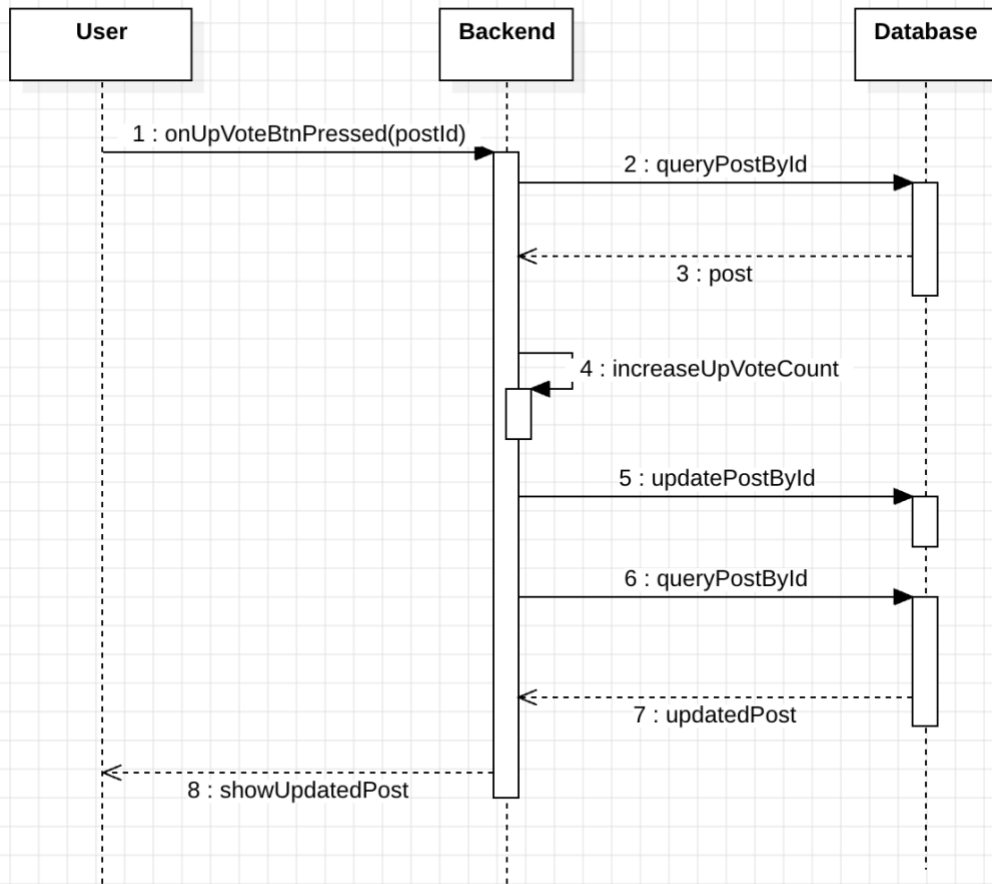 User
Backend
Database
1 : onUpVoteBtnPressed(postId)
2 : queryPostById
3 : post
4 : increaseUpVoteCount
5 : updatePostById
6 : queryPostById
7 : updatedPost
8 : showUpdatedPost